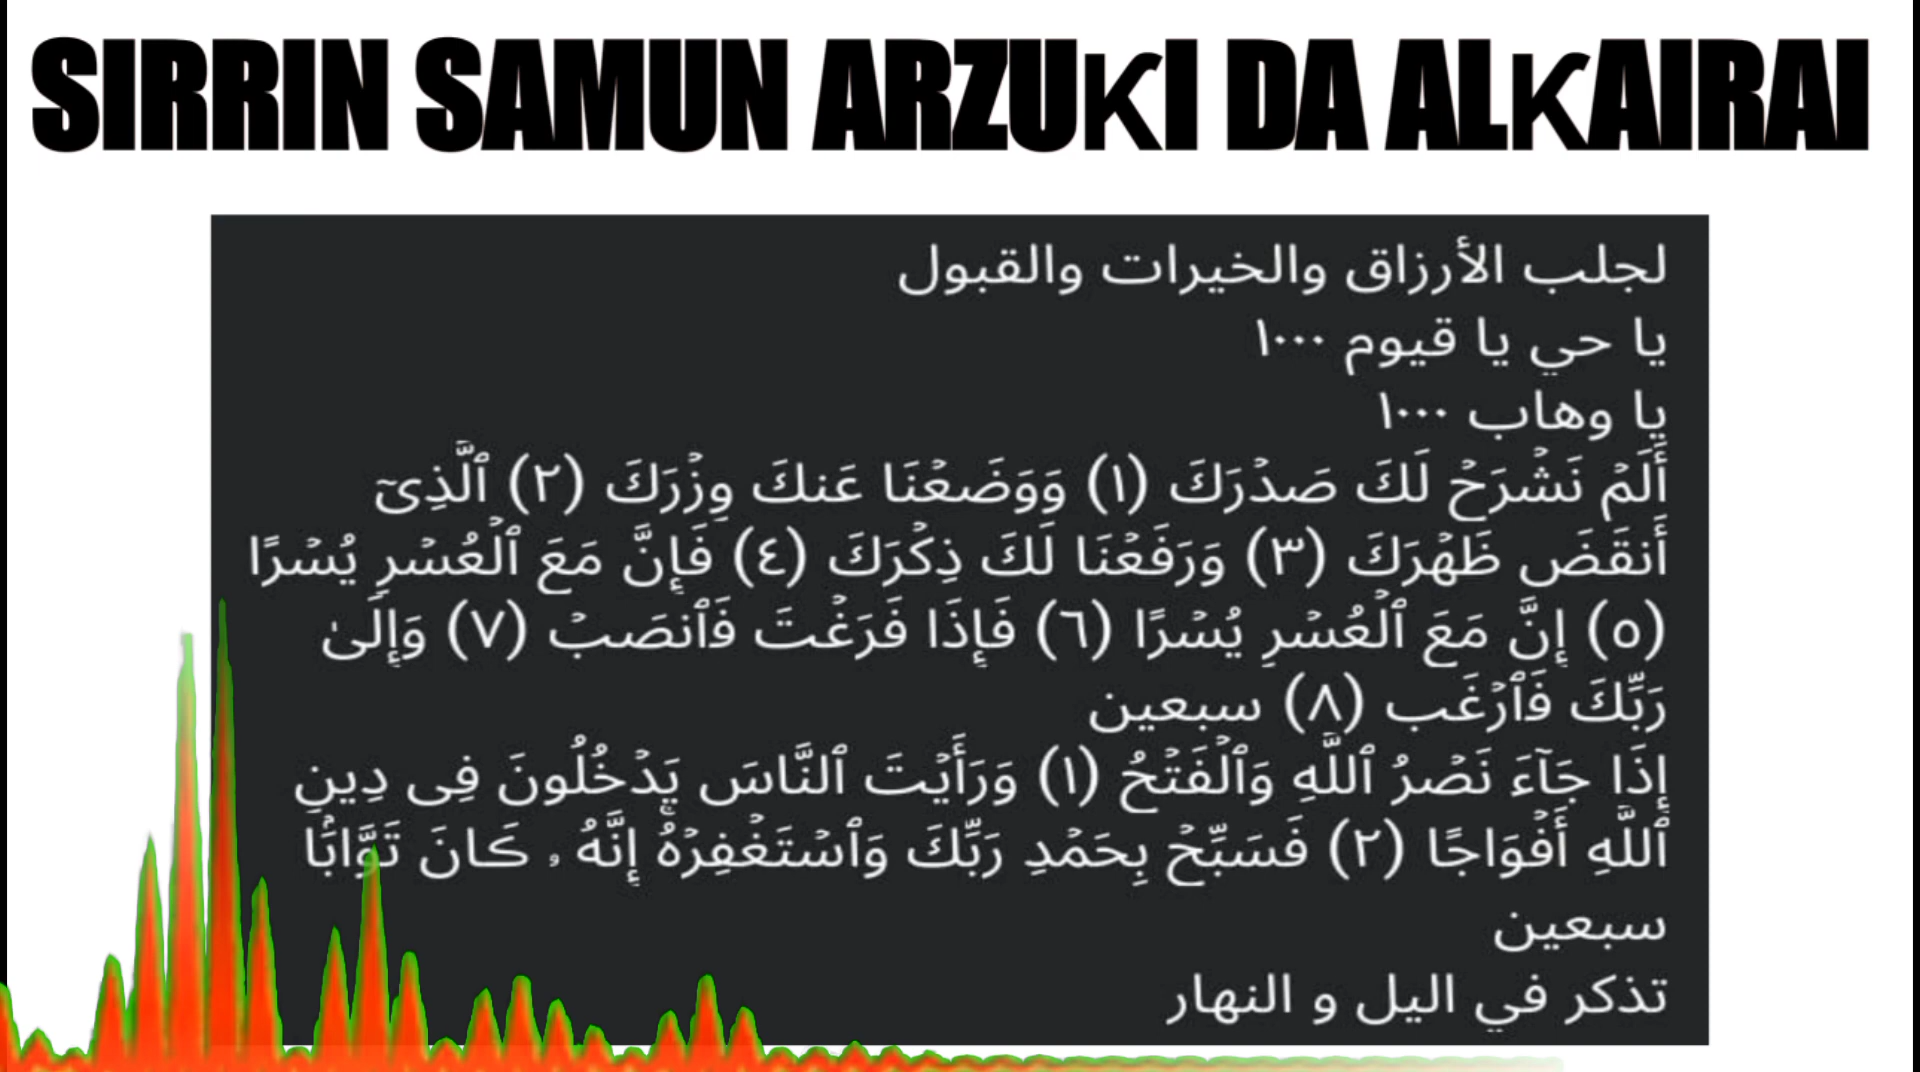 SIRRIN SAMUN ARZUƘI DA ALƘAIRAI
لجلب الأرزاق والخيرات والقبول
يا حي يا قيوم ١٠٠٠
يا وهاب ١٠٠٠
أَلَمۡ نَشۡرَحۡ لَكَ صَدۡرَكَ (١) وَوَضَعۡنَا عَنكَ وِزۡرَكَ (٢) ٱلَّذِیۤ
أَنقَضَ ظَهۡرَكَ (٣) وَرَفَعۡنَا لَكَ ذِكۡرَكَ (٤) فَإِنَّ مَعَ ٱلۡعُسۡرِ یُسۡرًا
(٥) إِنَّ مَعَ ٱلۡعُسۡرِ یُسۡرًا (٦) فَإِذَا فَرَغۡتَ فَٱنصَبۡ (٧) وَإِلَىٰ
رَبِّكَ فَٱرۡغَب (٨) سبعين
إِذَا جَاۤءَ نَصۡرُ ٱللَّهِ وَٱلۡفَتۡحُ (١) وَرَأَیۡتَ ٱلنَّاسَ یَدۡخُلُونَ فِی دِینِ
ٱللَّهِ أَفۡوَاجًا (٢) فَسَبِّحۡ بِحَمۡدِ رَبِّكَ وَٱسۡتَغۡفِرۡهُۚ إِنَّهُۥ كَانَ تَوَّابَۢا
سبعين
تذكر في اليل و النهار